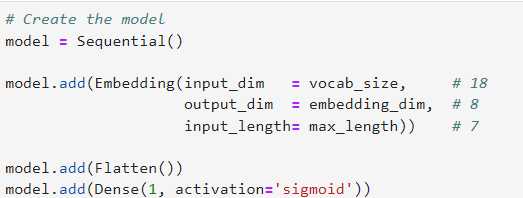 # Create the model
model = Sequential()
model.add(Embedding(input_dim   = vocab_size,     # 18
                    output_dim  = embedding_dim,  # 8
                    input_length= max_length))    # 7
model.add(Flatten())
model.add(Dense(1, activation='sigmoid'))